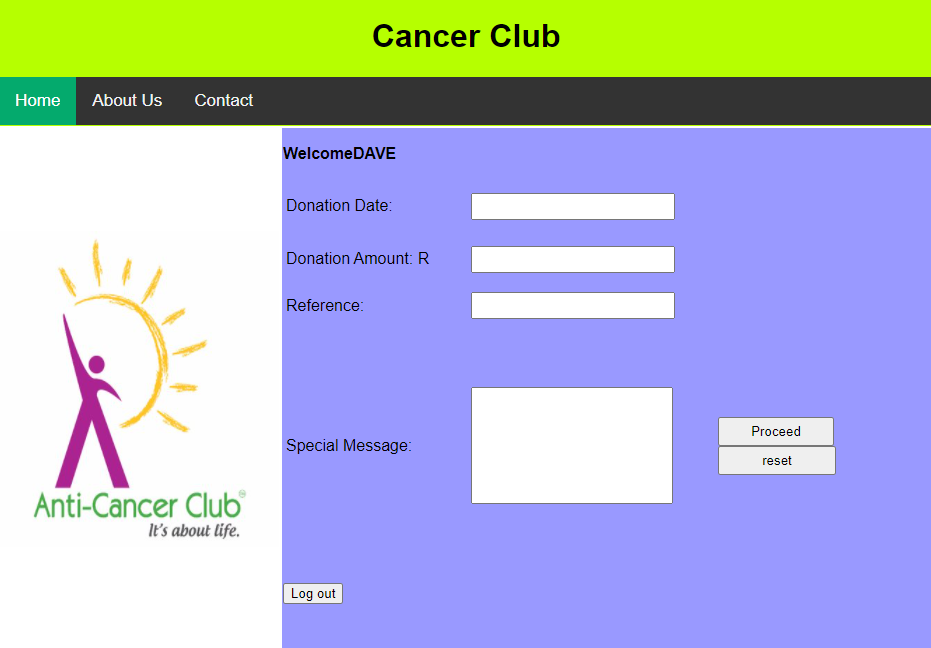 Cancer Club
Home About Us Contact
WelcomeDAVE
Donation Date:
Donation Amount: R
Reference:
Special Message:
Proceed
reset
Anti-Cancer Club™
It's about life.
Log out